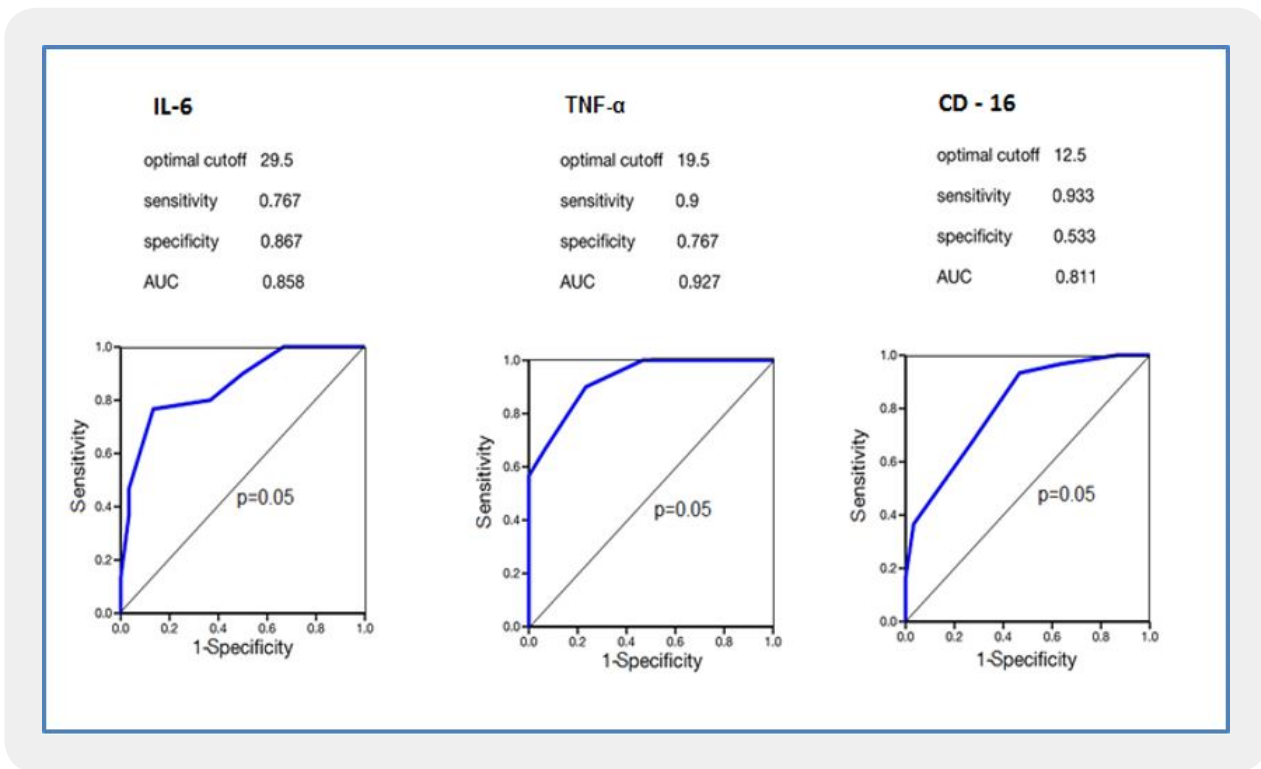 IL-6
optimal cutoff 29.5
sensitivity 0.767
specificity 0.867
AUC 0.858
1.0
0.8
0.6
0.4
0.2
0.0
Sensitivity
p=0.05
0.0 0.2 0.4 0.6 0.8 1.0
1-Specificity
TNF-α
optimal cutoff 19.5
sensitivity 0.9
specificity 0.767
AUC 0.927
1.0
0.8
0.6
0.4
0.2
0.0
Sensitivity
p=0.05
0.0 0.2 0.4 0.6 0.8 1.0
1-Specificity
CD - 16
optimal cutoff 12.5
sensitivity 0.933
specificity 0.533
AUC 0.811
1.0
0.8
0.6
0.4
0.2
0.0
Sensitivity
p=0.05
0.0 0.2 0.4 0.6 0.8 1.0
1-Specificity